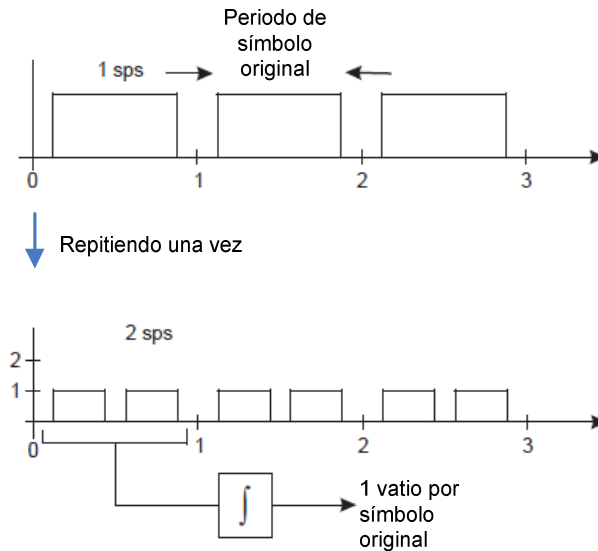 Periodo de
símbolo
original
1 sps
0 1 2 3
Repitiendo una vez
2 sps
2
1
0 1 2 3
∫
1 vatio por
símbolo
original